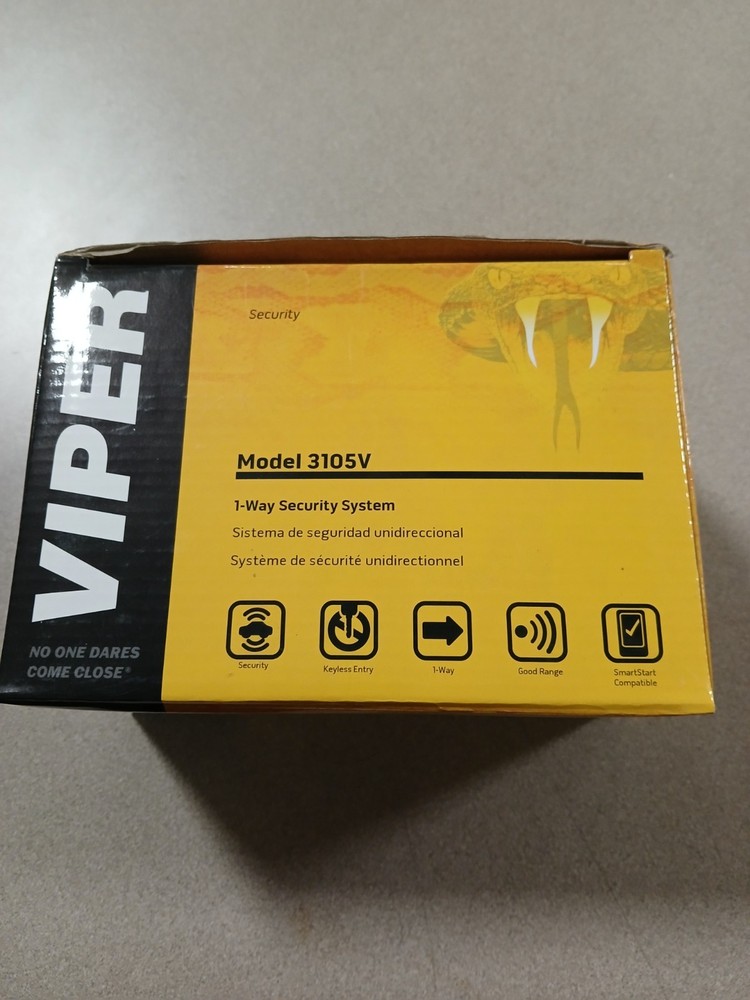 VIPER
NO ONE DARES
COME CLOSE®
Security
Model 3105V
1-Way Security System
Sistema de seguridad unidireccional
Système de sécurité unidirectionnel
Security
Keyless Entry
1-Way
Good Range
SmartStart
Compatible